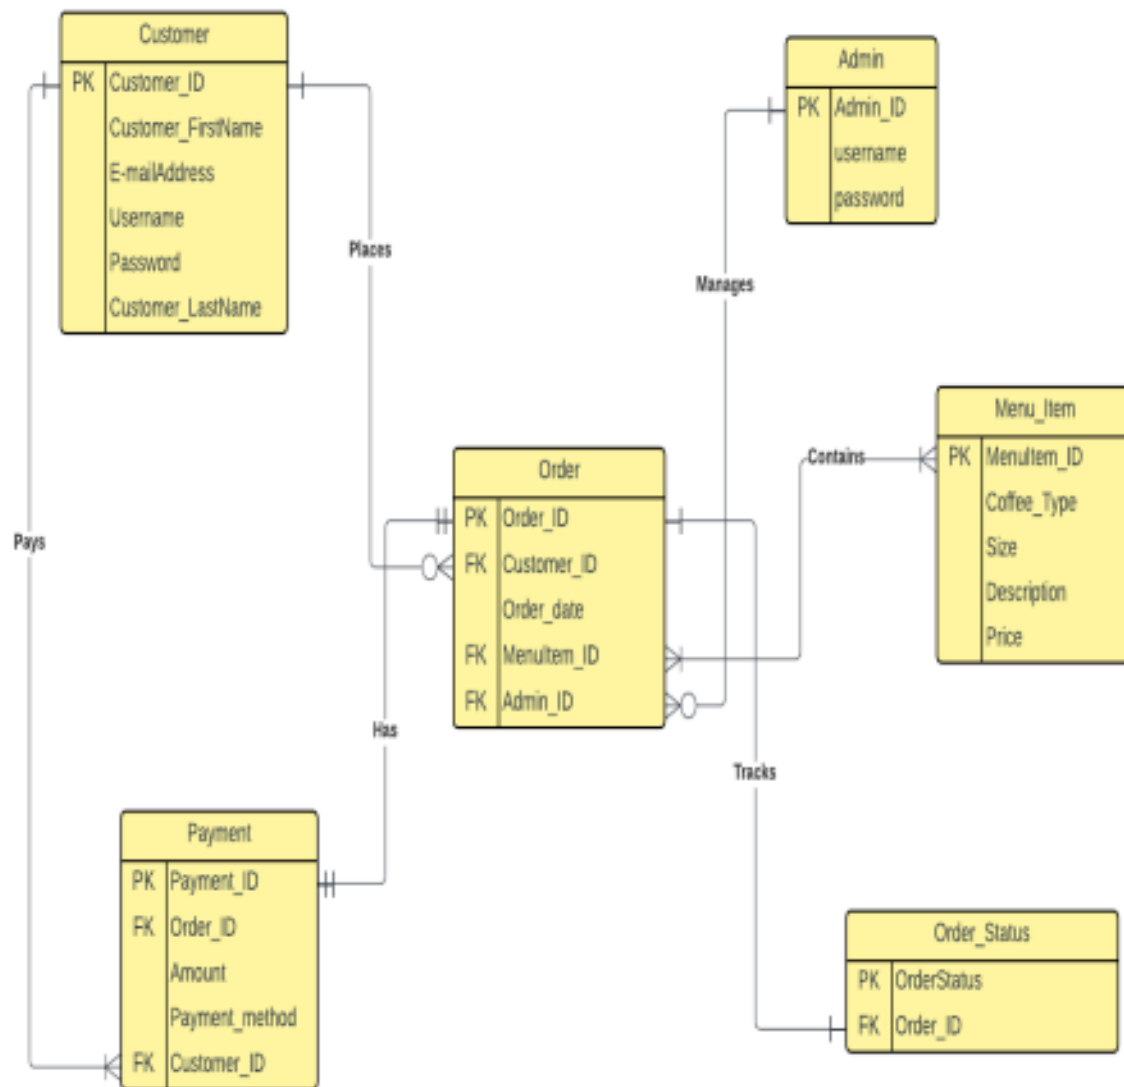 Customer
PK Customer_ID
Customer_FirstName
E-mailAddress
Username
Password
Customer_LastName
Admin
PK Admin_ID
username
password
Places
Manages
Menu_Item
PK MenuItem_ID
Coffee_Type
Size
Description
Price
Contains
Order
PK Order_ID
FK Customer_ID
Order_date
FK MenuItem_ID
FK Admin_ID
Pays
Has
Tracks
Payment
PK Payment_ID
FK Order_ID
Amount
Payment_method
FK Customer_ID
Order_Status
PK OrderStatus
FK Order_ID